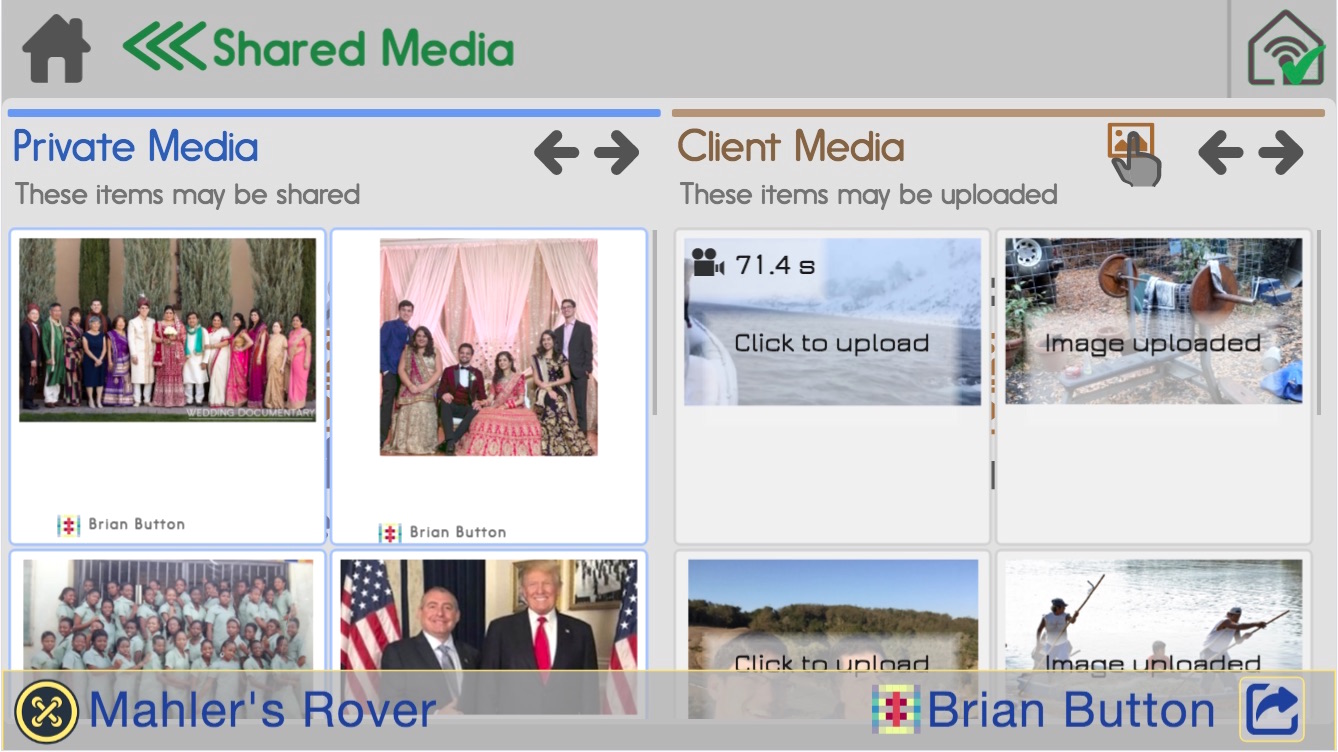 Shared Media
Private Media
These items may be shared
Client Media
These items may be uploaded
WEDDING DOCUMENTARY
71.4 s
Click to upload
Image uploaded
Brian Button
Brian Button
Click to upload
Image uploaded
Mahler's Rover
Brian Button